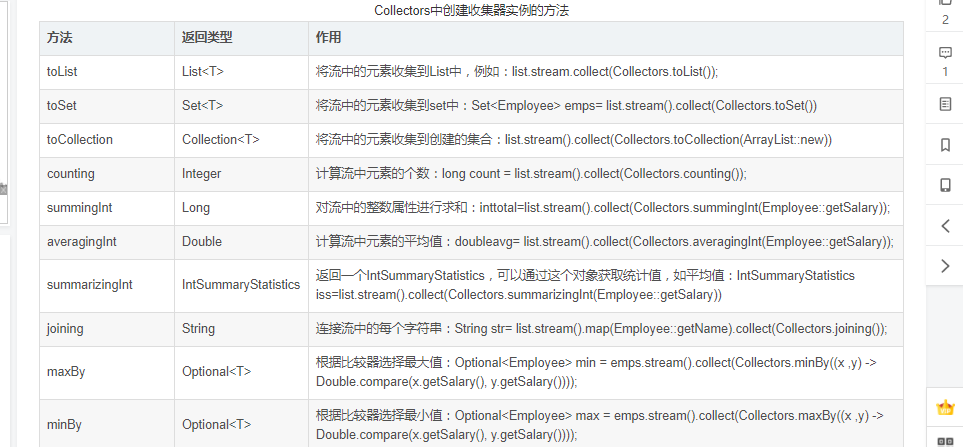 Collectors中创建收集器实例的方法
方法 返回类型 作用
toList List<T> 将流中的元素收集到List中，例如：list.stream.collect(Collectors.toList());
toSet Set<T> 将流中的元素收集到set中：Set<Employee> emps= list.stream().collect(Collectors.toSet())
toCollection Collection<T> 将流中的元素收集到创建的集合：list.stream().collect(Collectors.toCollection(ArrayList::new))
counting Integer 计算流中元素的个数：long count = list.stream().collect(Collectors.counting());
summingInt Long 对流中的整数属性进行求和：inttotal=list.stream().collect(Collectors.summingInt(Employee::getSalary));
averagingInt Double 计算流中元素的平均值：doubleavg= list.stream().collect(Collectors.averagingInt(Employee::getSalary));
summarizingInt IntSummaryStatistics 返回一个IntSummaryStatistics，可以通过这个对象获取统计值，如平均值：IntSummaryStatistics
iss=list.stream().collect(Collectors.summarizingInt(Employee::getSalary))
joining String 连接流中的每个字符串：String str= list.stream().map(Employee::getName).collect(Collectors.joining());
maxBy Optional<T> 根据比较器选择最大值：Optional<Employee> min = emps.stream().collect(Collectors.minBy((x ,y) ->
Double.compare(x.getSalary(), y.getSalary())));
minBy Optional<T> 根据比较器选择最小值：Optional<Employee> max = emps.stream().collect(Collectors.maxBy((x ,y) ->
Double.compare(x.getSalary(), y.getSalary())));
2
1